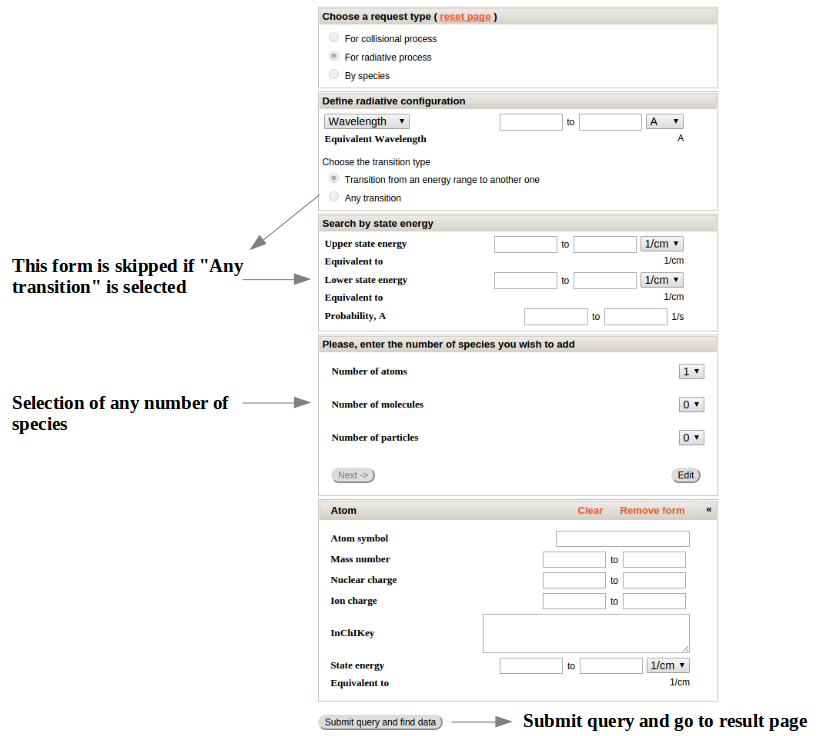 Choose a request type ( reset page )
For collisional process
For radiative process
By species
Define radiative configuration
Wavelength to A
Equivalent Wavelength A
Choose the transition type
Transition from an energy range to another one
Any transition
This form is skipped if "Any
transition" is selected
Search by state energy
Upper state energy to 1/cm
Equivalent to 1/cm
Lower state energy to 1/cm
Equivalent to 1/cm
Probability, A to 1/s
Please, enter the number of species you wish to add
Number of atoms 1
Selection of any number of
species
Number of molecules 0
Number of particles 0
Next -> Edit
Atom Clear Remove form «
Atom symbol
Mass number to
Nuclear charge to
Ion charge to
InChIKey
State energy to 1/cm
Equivalent to 1/cm
Submit query and find data
Submit query and go to result page